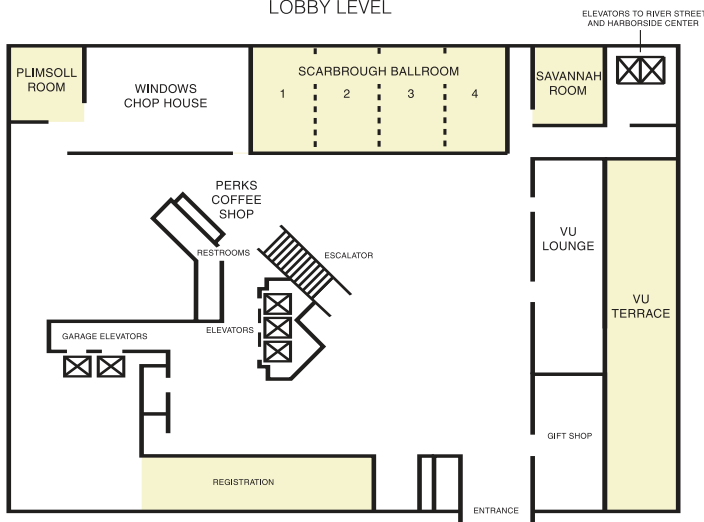 LOBBY LEVEL
ELEVATORS TO RIVER STREET
AND HARBORSIDE CENTER
PLIMSOLL
ROOM
WINDOWS
CHOP HOUSE
SCARBROUGH BALLROOM
1
2
3
4
SAVANNAH
ROOM
PERKS
COFFEE
SHOP
RESTROOMS
ESCALATOR
VU
LOUNGE
VU
TERRACE
GARAGE ELEVATORS
ELEVATORS
GIFT SHOP
REGISTRATION
ENTRANCE